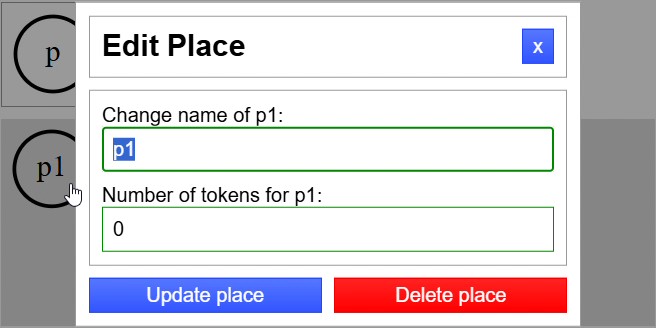 p
Edit Place
x
Change name of p1:
p1
p1
Number of tokens for p1:
0
Update place
Delete place